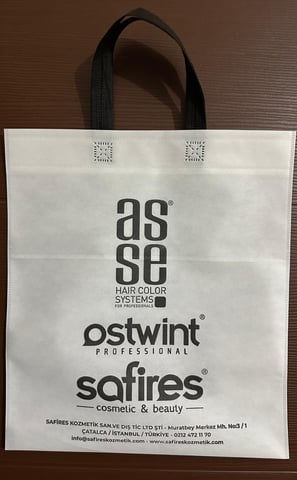 as®
se
HAIR COLOR
SYSTEMS
FOR PROFESSIONALS
ostwint®
PROFESSIONAL
safires®
cosmetic & beauty
SAFİRES KOZMETİK SAN.VE DIŞ TİC LTD ŞTİ - Muratbey Merkez Mh. No:3 / 1
ÇATALCA / İSTANBUL / TÜRKİYE - 0212 472 11 70
info@safireskozmetik.com - www.safireskozmetik.com